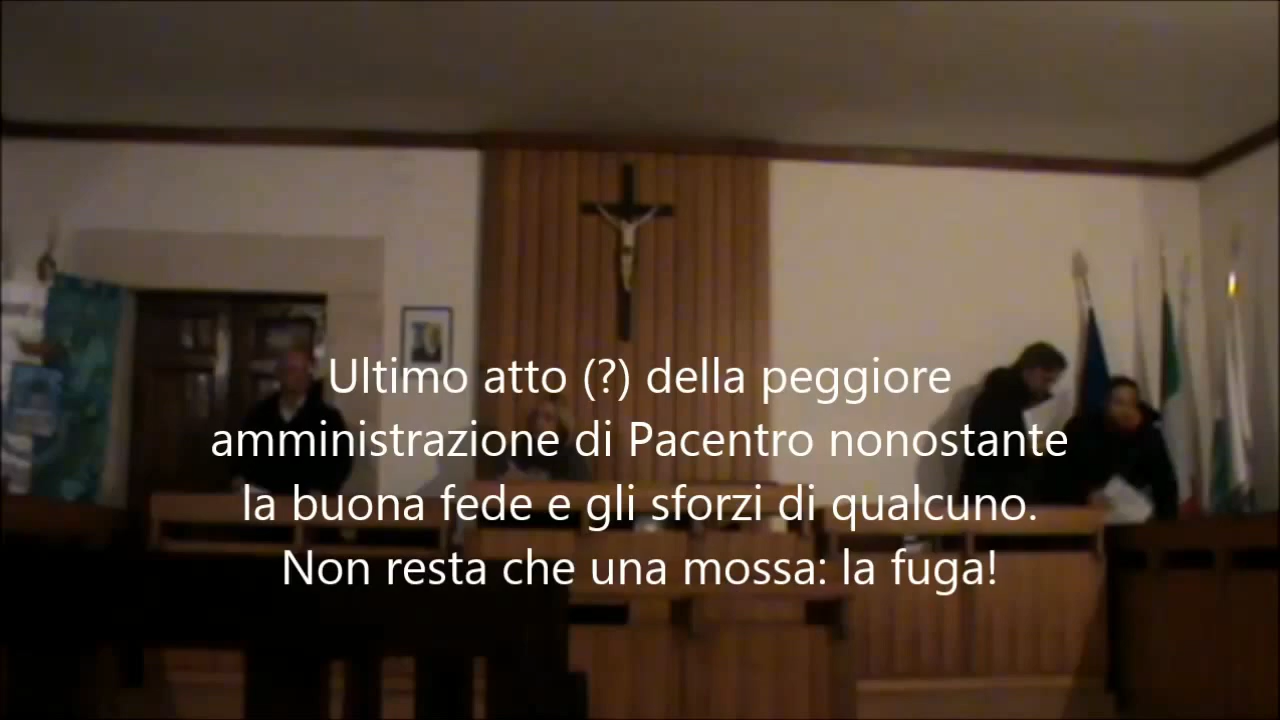 Ultimo atto (?) della peggiore
amministrazione di Pacentro nonostante
la buona fede e gli sforzi di qualcuno.
Non resta che una mossa: la fuga!